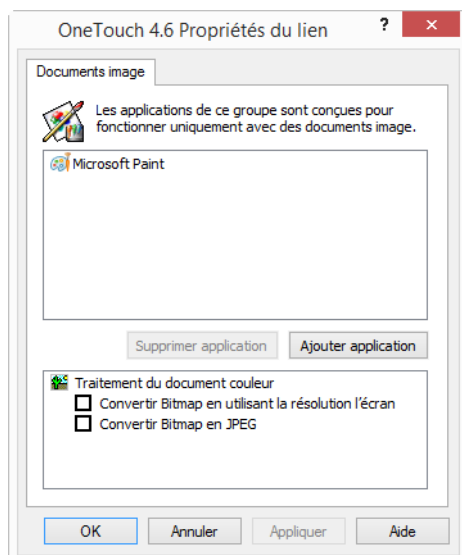 OneTouch 4.6 Propriétés du lien ? ×
Documents image
Les applications de ce groupe sont conçues pour
fonctionner uniquement avec des documents image.
Microsoft Paint
Supprimer application Ajouter application
Traitement du document couleur
Convertir Bitmap en utilisant la résolution l'écran
Convertir Bitmap en JPEG
OK Annuler Appliquer Aide